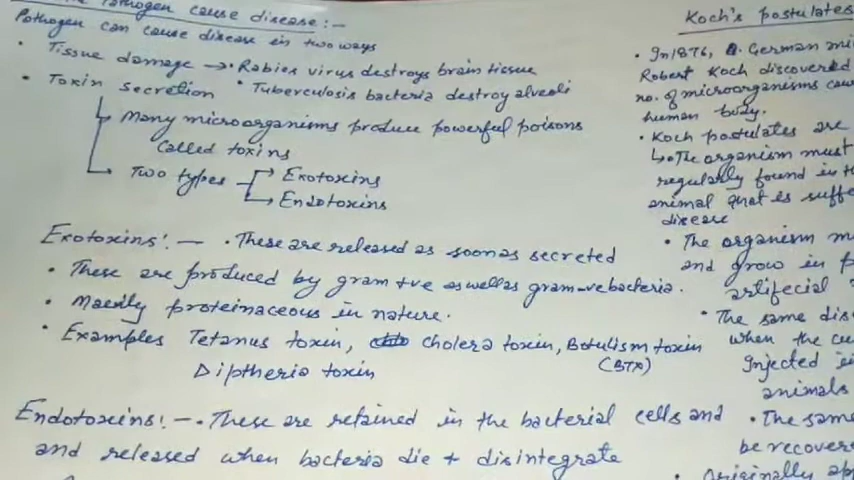 Pathogen cause disease :-
Pathogen can cause disease in two ways
• Tissue damage → • Rabies virus destroys brain tissue
• Tuberculosis bacteria destroy alveoli
• Toxin secretion
Many microorganisms produce powerful poisons
Called toxins
Two types → Exotoxins
→ Endotoxins
Exotoxins :— • These are released as soon as secreted
• These are produced by gram +ve as well as gram -ve bacteria.
• Mainly proteinaceous in nature.
• Examples Tetanus toxin, cholera toxin, Botulism toxin
(BTX)
Diptheria toxin
Endotoxins :— • These are retained in the bacterial cells and
and released when bacteria die + disintegrate
Koch's postulates
• In 1876, a German
Robert Koch discovered
no. of microorganisms
human body.
• Koch postulates are
↳ The organism must
regularly found in
animal that is
disease
• The organism
and grow in
artifecial
• The same
when the
Injected
animals
• The same
be
• Originally